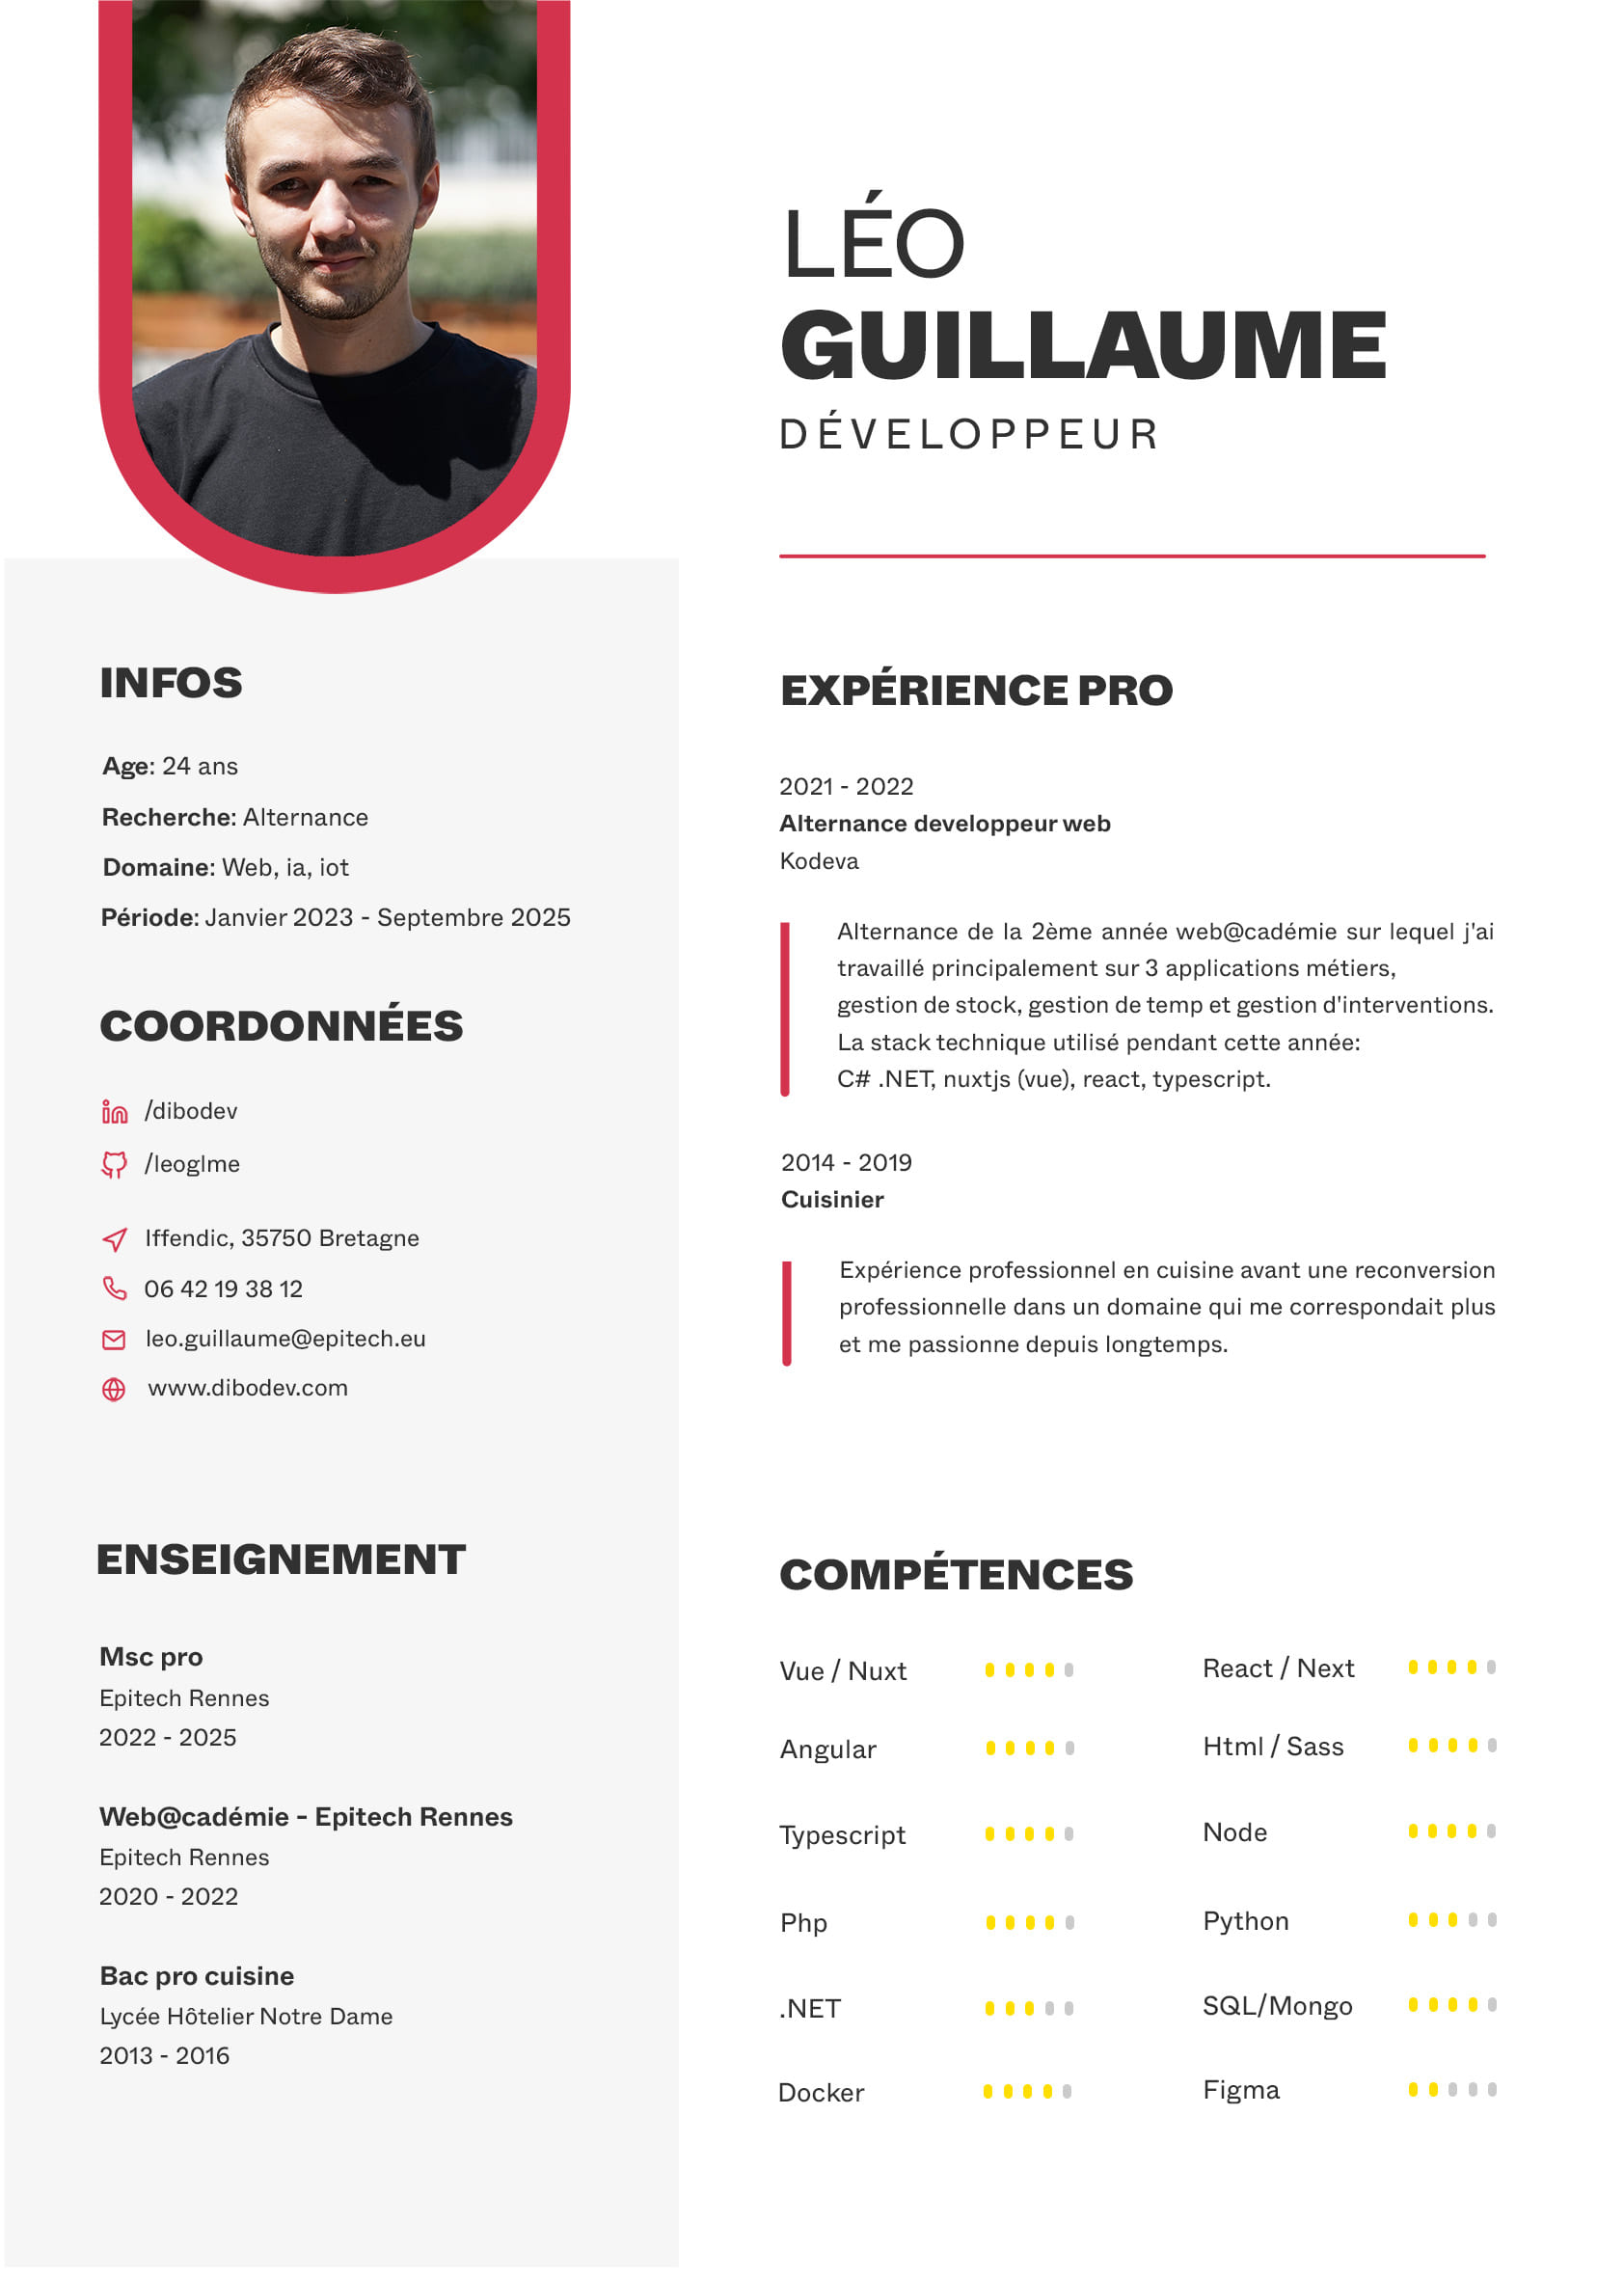 LÉO
GUILLAUME
DÉVELOPPEUR
INFOS
Age: 24 ans
Recherche: Alternance
Domaine: Web, ia, iot
Période: Janvier 2023 - Septembre 2025
COORDONNÉES
/dibodev
/leoglme
Iffendic, 35750 Bretagne
06 42 19 38 12
leo.guillaume@epitech.eu
www.dibodev.com
ENSEIGNEMENT
Msc pro
Epitech Rennes
2022 - 2025
Web@cadémie - Epitech Rennes
Epitech Rennes
2020 - 2022
Bac pro cuisine
Lycée Hôtelier Notre Dame
2013 - 2016
EXPÉRIENCE PRO
2021 - 2022
Alternance developpeur web
Kodeva
Alternance de la 2ème année web@cadémie sur lequel j'ai
travaillé principalement sur 3 applications métiers,
gestion de stock, gestion de temp et gestion d'interventions.
La stack technique utilisé pendant cette année:
C# .NET, nuxtjs (vue), react, typescript.
2014 - 2019
Cuisinier
Expérience professionnel en cuisine avant une reconversion
professionnelle dans un domaine qui me correspondait plus
et me passionne depuis longtemps.
COMPÉTENCES
Vue / Nuxt
React / Next
Angular
Html / Sass
Typescript
Node
Php
Python
.NET
SQL/Mongo
Docker
Figma